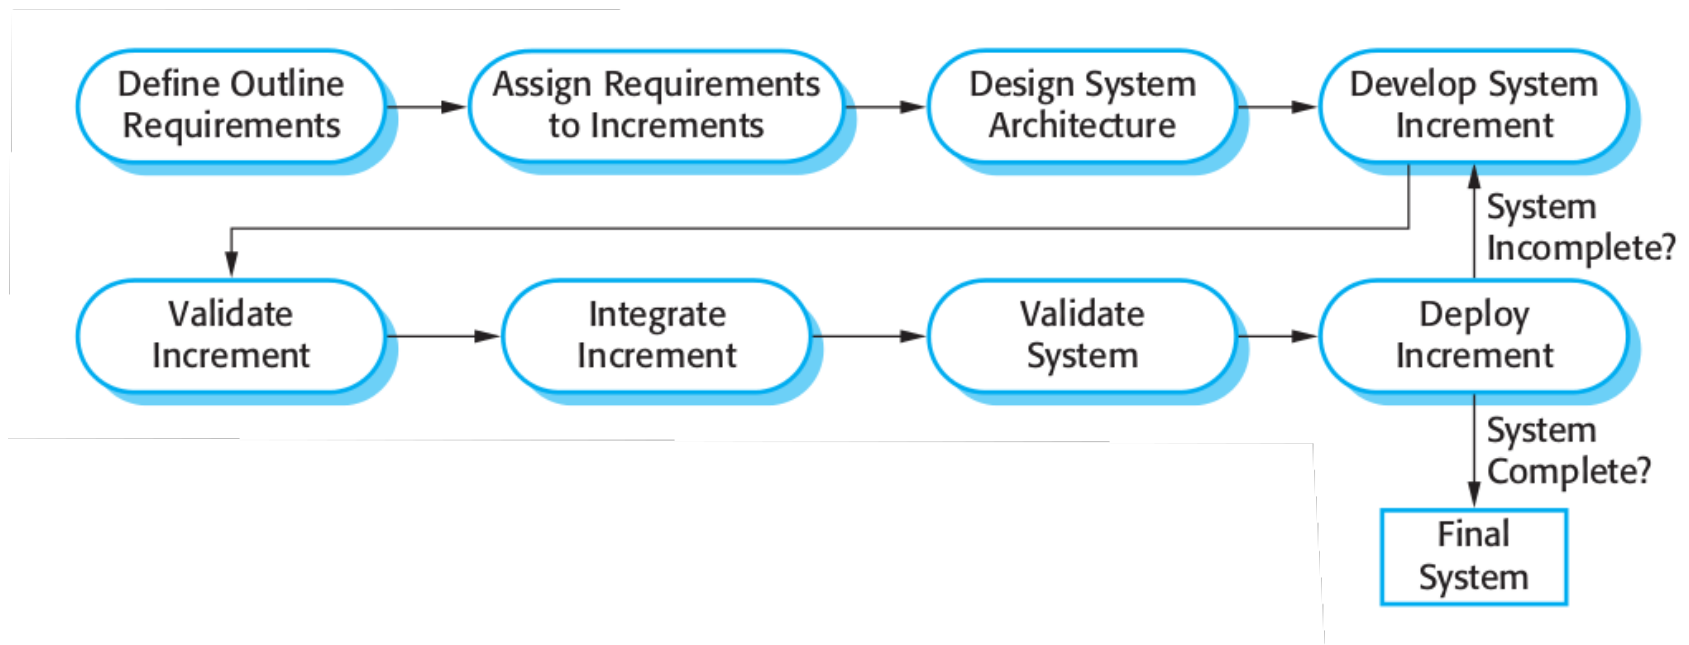 Define Outline
Requirements
Assign Requirements
to Increments
Design System
Architecture
Develop System
Increment
System
Incomplete?
Validate
Increment
Integrate
Increment
Validate
System
Deploy
Increment
System
Complete?
Final
System